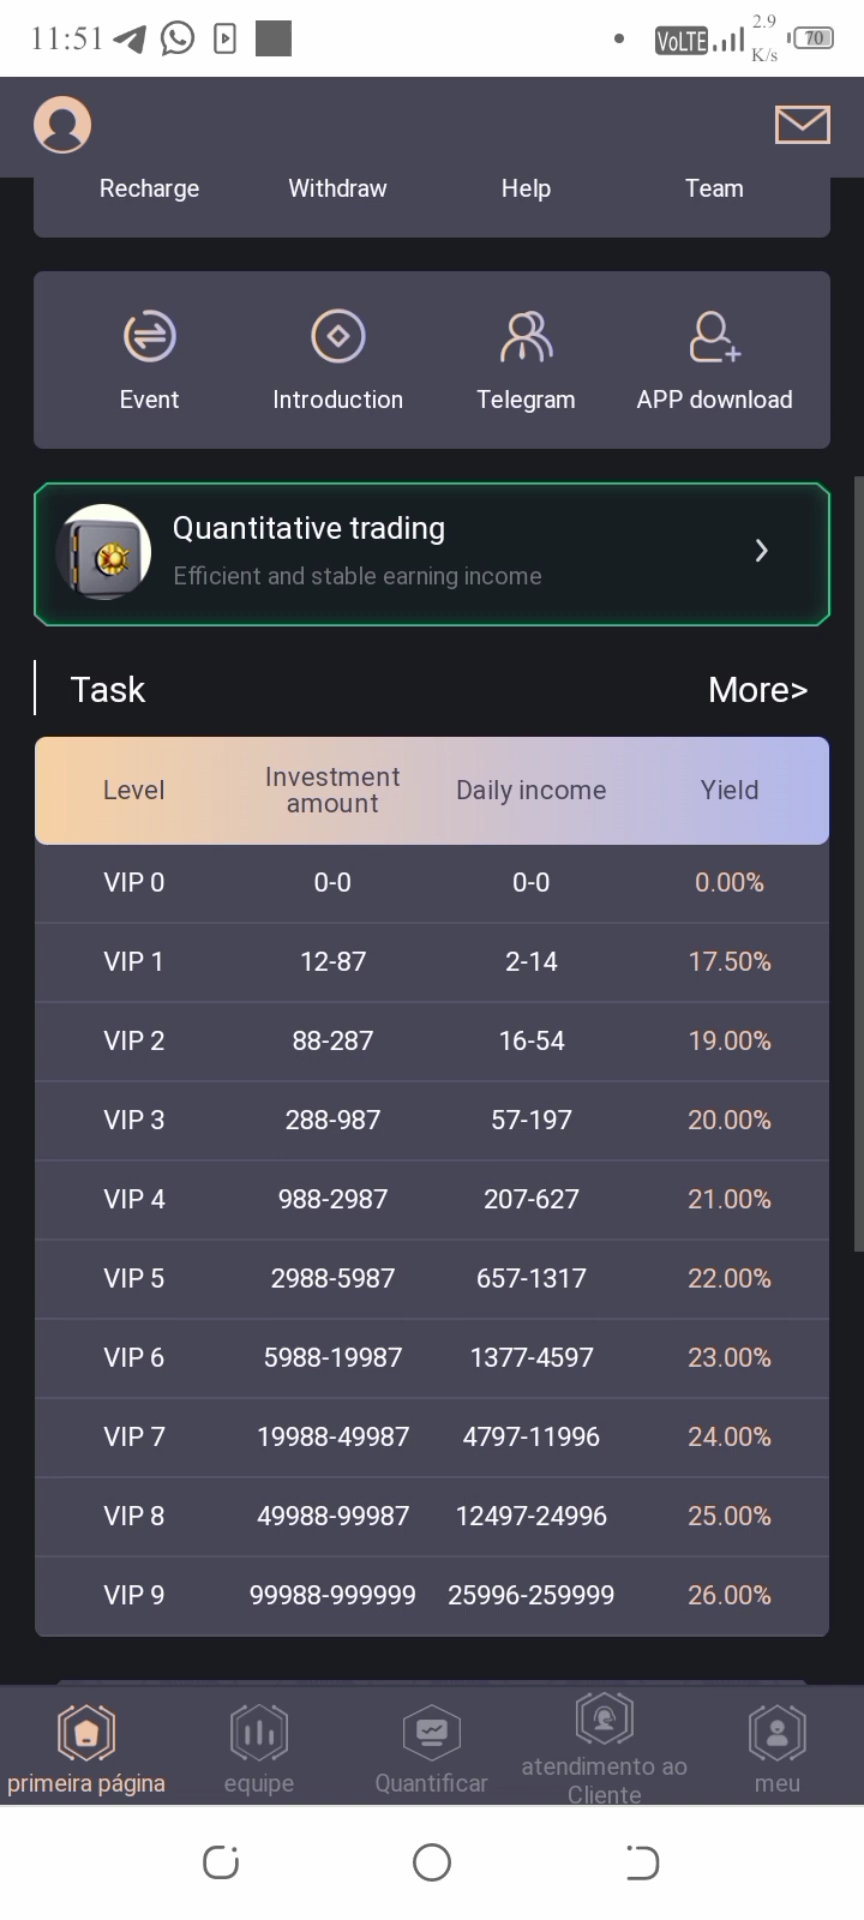 11:51
VoLTE
2.9
K/s
70
Recharge Withdraw Help Team
Event Introduction Telegram APP download
Quantitative trading
Efficient and stable earning income
Task More>
Level Investment amount Daily income Yield
VIP 0 0-0 0-0 0.00%
VIP 1 12-87 2-14 17.50%
VIP 2 88-287 16-54 19.00%
VIP 3 288-987 57-197 20.00%
VIP 4 988-2987 207-627 21.00%
VIP 5 2988-5987 657-1317 22.00%
VIP 6 5988-19987 1377-4597 23.00%
VIP 7 19988-49987 4797-11996 24.00%
VIP 8 49988-99987 12497-24996 25.00%
VIP 9 99988-999999 25996-259999 26.00%
primeira página equipe Quantificar atendimento ao Cliente meu